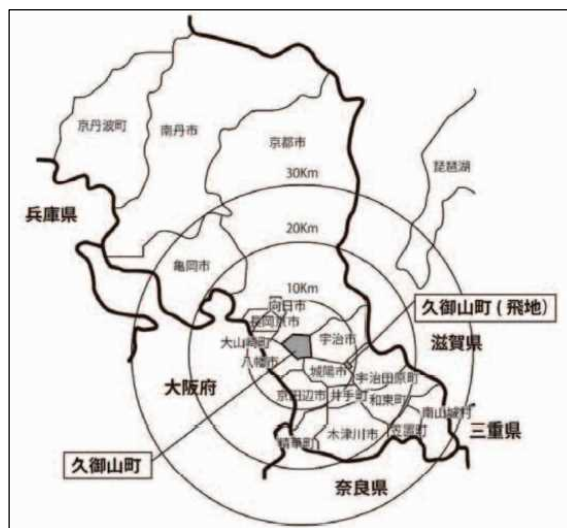 京丹波町
南丹市
京都市
琵琶湖
30Km
兵庫県
20Km
亀岡市
10Km
向日市
長岡京市
久御山町(飛地)
大山崎町
宇治市
滋賀県
八幡市
城陽市
宇治田原町
大阪府
京田辺市
井手町
和束町
南山城村
三重県
木津川市
笠置町
精華町
久御山町
奈良県